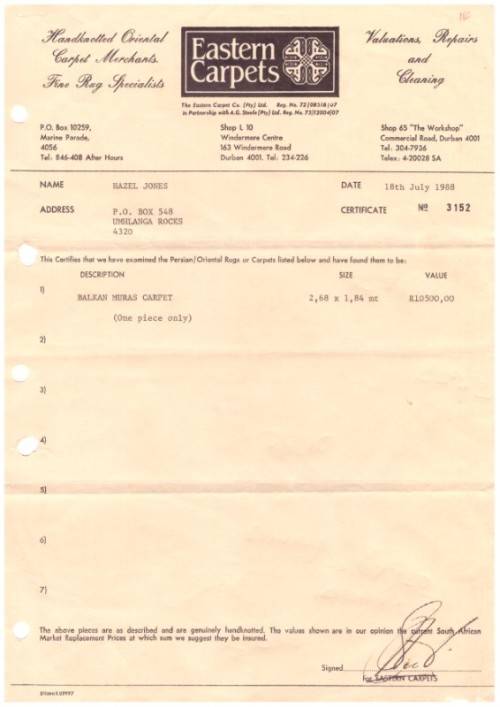 Handknotted Oriental
Carpet Merchants.
Fine Rug Specialists
Eastern
Carpets
Valuations, Repairs
and
Cleaning
The Eastern Carpet Co. (Pty) Ltd. Reg. No.
in Partnership with A.G. Steele (Pty) Ltd. Reg. No.
P.O. Box 10259,
Marine Parade,
4056
Tel: 846-408 After Hours
Shop L 10
Windermere Centre
163 Windermere Road
Durban 4001. Tel: 234-226
Shop 65 "The Workshop"
Commercial Road, Durban 4001
Tel: 304-7936
Telex: 4-20028 SA
NAME HAZEL JONES DATE 18th July 1988
ADDRESS P.O. BOX 548 CERTIFICATE Nº 3152
UMHLANGA ROCKS
4320
This Certifies that we have examined the Persian/Oriental Rugs or Carpets listed below and have found them to be:
DESCRIPTION SIZE VALUE
1) BALKAN MURAS CARPET 2,68 x 1,84 mt R10500,00
(One piece only)
2)
3)
4)
5)
6)
7)
The above pieces are as described and are genuinely handknotted. The values shown are in our opinion the current South African
Market Replacement Prices at which sum we suggest they be insured.
Signed
For EASTERN CARPETS